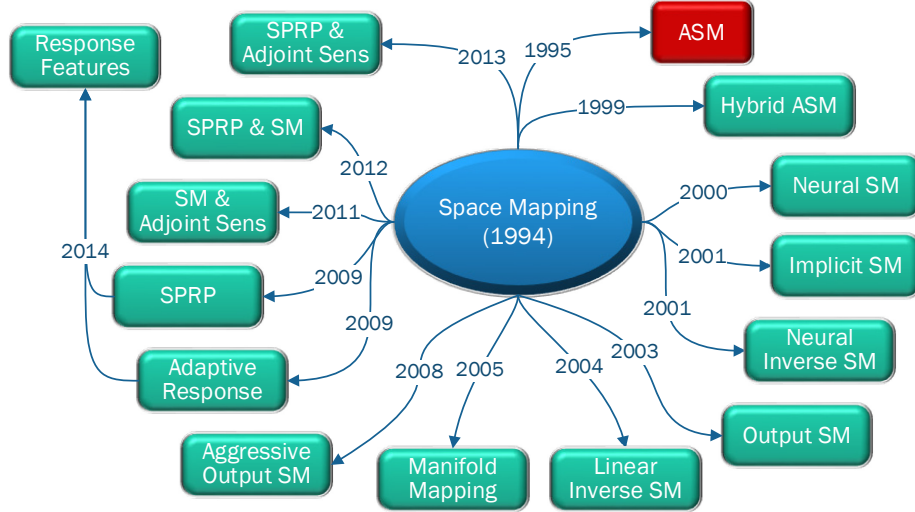 SPRP &
Adjoint Sens
2013
1995
ASM
Response
Features
1999
Hybrid ASM
SPRP & SM
2012
Neural SM
2000
SM &
Adjoint Sens
2011
Space Mapping
(1994)
2014
2001
Implicit SM
SPRP
2009
2001
2009
Neural
Inverse SM
Adaptive
Response
2008
2005
2004
2003
Output SM
Aggressive
Output SM
Manifold
Mapping
Linear
Inverse SM